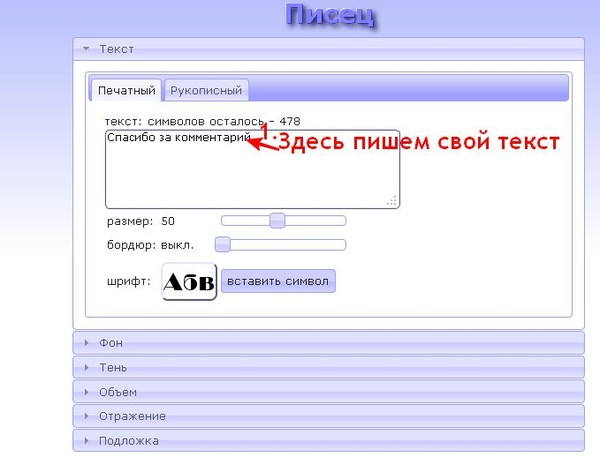 Писец
Текст
Печатный Рукописный
текст: символов осталось - 478
Спасибо за комментарий
1.Здесь пишем свой текст
размер: 50
бордюр: выкл.
шрифт: Абв вставить символ
Фон
Тень
Объем
Отражение
Подложка